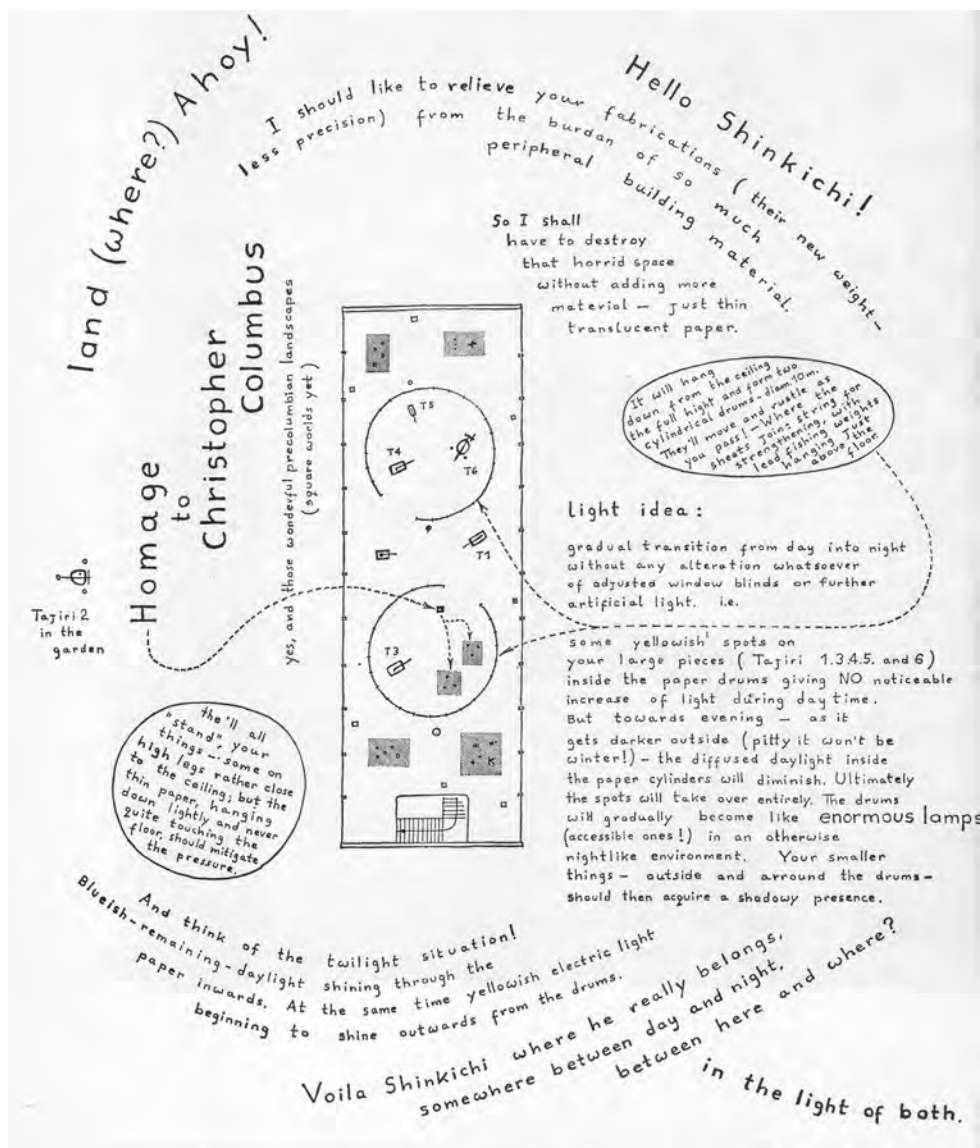 land (where?) Ahoy!
Hello Shinkichi!
I should like to relieve your fabrications (their new weight-
less precision) from the burdan of so much
peripheral building material.
So I shall
have to destroy
that horrid space
without adding more
material — just thin
translucent paper.
Homage
to
Christopher
Columbus
yes, and those wonderful precolumbian landscapes
(square worlds yet)
It will hang
down from the ceiling
the full hight and form two
cylindrical drums - diam. 10m.
They'll move and rustle as
you pass! — Where the
sheets join: string for
strengthening, with
lead fishing weights
hanging just
above the
floor.
T5
T4
T6
T1
T3
K
Tajiri 2
in the
garden
light idea:
gradual transition from day into night
without any alteration whatsoever
of adjusted window blinds or further
artificial light. i.e.
some yellowish spots on
your large pieces (Tajiri 1.3.4.5. and 6)
inside the paper drums giving NO noticeable
increase of light during day time.
But towards evening — as it
gets darker outside (pitty it won't be
winter!) — the diffused daylight inside
the paper cylinders will diminish. Ultimately
the spots will take over entirely. The drums
will gradually become like enormous lamps
(accessible ones!) in an otherwise
nightlike environment. Your smaller
things — outside and arround the drums —
should then acquire a shadowy presence.
the'll all
"stand", your
things — some on
high legs rather close
to the ceiling; but the
thin paper, hanging
down lightly and never
quite touching the
floor, should mitigate
the pressure.
And think of the twilight situation!
Blueish-remaining-daylight shining through the
paper inwards. At the same time yellowish electric light
beginning to shine outwards from the drums.
Voila Shinkichi where he really belongs,
somewhere between day and night,
between here and where?
in the light of both.